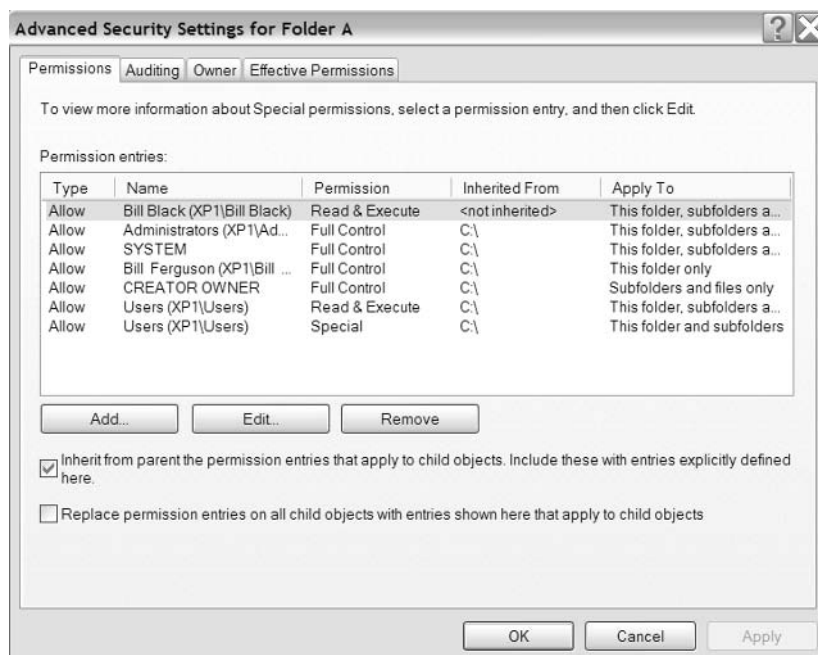 Advanced Security Settings for Folder A
Permissions Auditing Owner Effective Permissions
To view more information about Special permissions, select a permission entry, and then click Edit.
Permission entries:
Type Name Permission Inherited From Apply To
Allow Bill Black (XP1\Bill Black) Read & Execute <not inherited> This folder, subfolders a...
Allow Administrators (XP1\Ad... Full Control C:\ This folder, subfolders a...
Allow SYSTEM Full Control C:\ This folder, subfolders a...
Allow Bill Ferguson (XP1\Bill ... Full Control C:\ This folder only
Allow CREATOR OWNER Full Control C:\ Subfolders and files only
Allow Users (XP1\Users) Read & Execute C:\ This folder, subfolders a...
Allow Users (XP1\Users) Special C:\ This folder and subfolders
Add... Edit... Remove
Inherit from parent the permission entries that apply to child objects. Include these with entries explicitly defined
here.
Replace permission entries on all child objects with entries shown here that apply to child objects
OK Cancel Apply